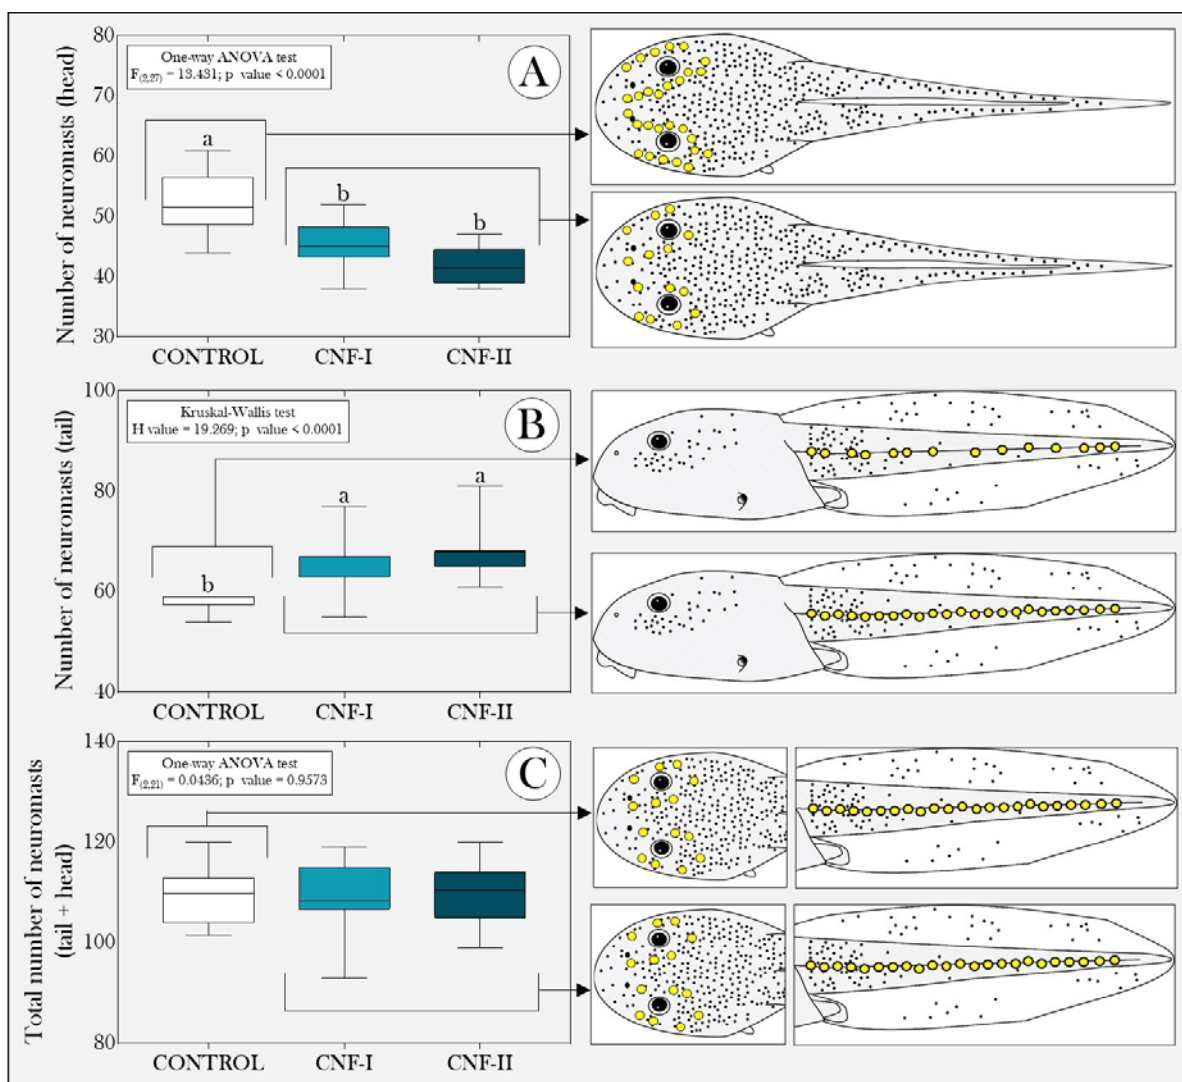 80
One-way ANOVA test
F(2,27) = 13.431; p value < 0.0001
A
70
Number of neuromasts (head)
a
60
b
b
50
40
30
CONTROL CNF-I CNF-II
100
Kruskal-Wallis test
H value = 19.269; p value < 0.0001
B
Number of neuromasts (tail)
a
a
80
b
60
40
CONTROL CNF-I CNF-II
140
One-way ANOVA test
F(2,21) = 0.0436; p value = 0.9573
C
Total number of neuromasts
(tail + head)
120
100
80
CONTROL CNF-I CNF-II